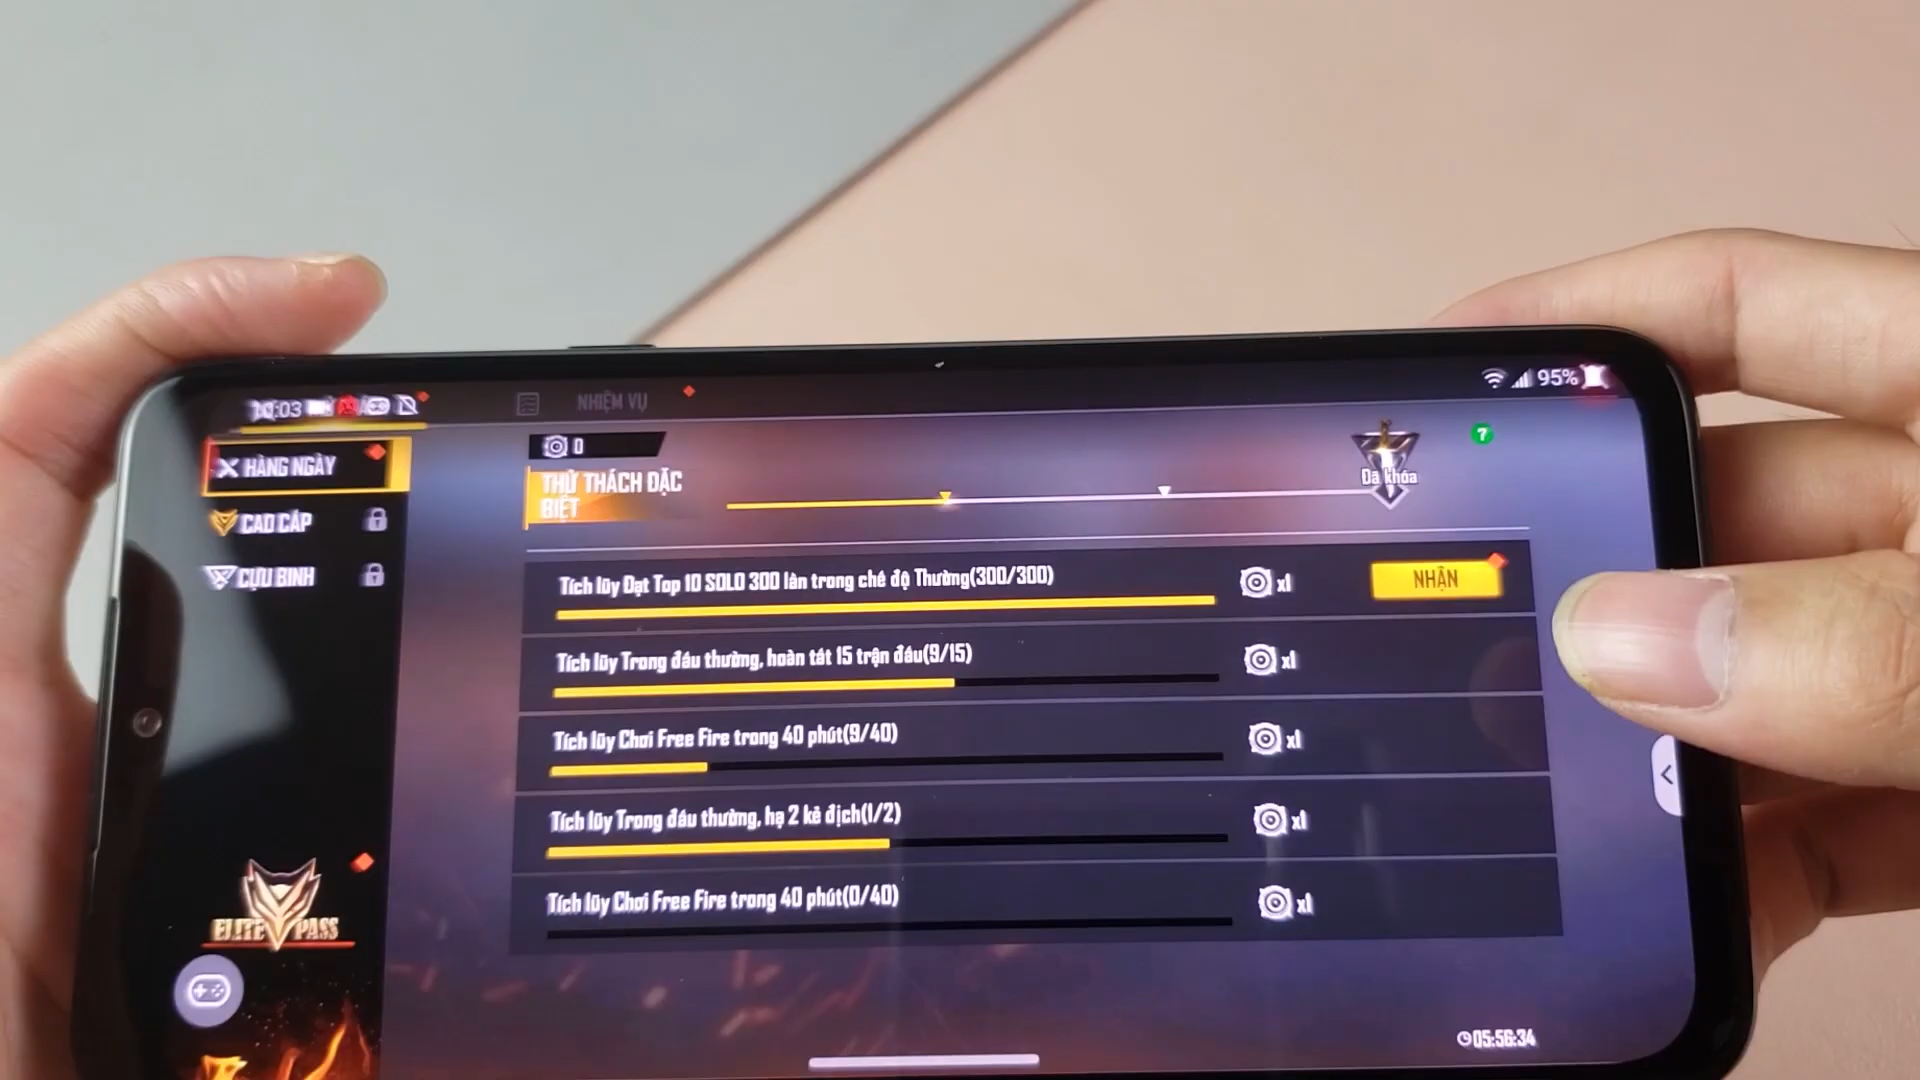 :03
95%
NHIỆM VỤ
HÀNG NGÀY
CAO CẤP
CỰU BINH
0
THỬ THÁCH ĐẶC
BIỆT
Đã khóa
?
Tích lũy Đạt Top 10 SOLO 300 lần trong chế độ Thường(300/300)
x1
NHẬN
Tích lũy Trong đấu thường, hoàn tất 15 trận đấu(9/15)
x1
Tích lũy Chơi Free Fire trong 40 phút(9/40)
x1
Tích lũy Trong đấu thường, hạ 2 kẻ địch(1/2)
x1
Tích lũy Chơi Free Fire trong 40 phút(0/40)
x1
ELITE PASS
05:56:34